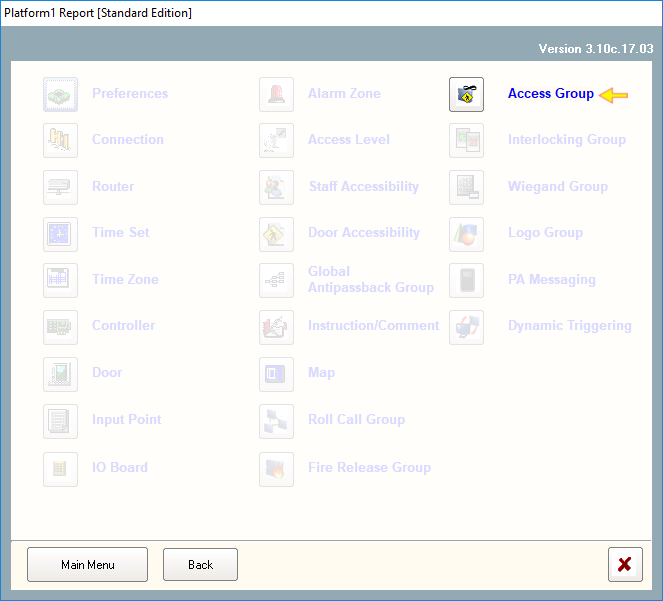 Platform1 Report [Standard Edition]
Version 3.10c.17.03
Preferences
Connection
Router
Time Set
Time Zone
Controller
Door
Input Point
IO Board
Alarm Zone
Access Level
Staff Accessibility
Door Accessibility
Global
Antipassback Group
Instruction/Comment
Map
Roll Call Group
Fire Release Group
Access Group
Interlocking Group
Wiegand Group
Logo Group
PA Messaging
Dynamic Triggering
Main Menu
Back